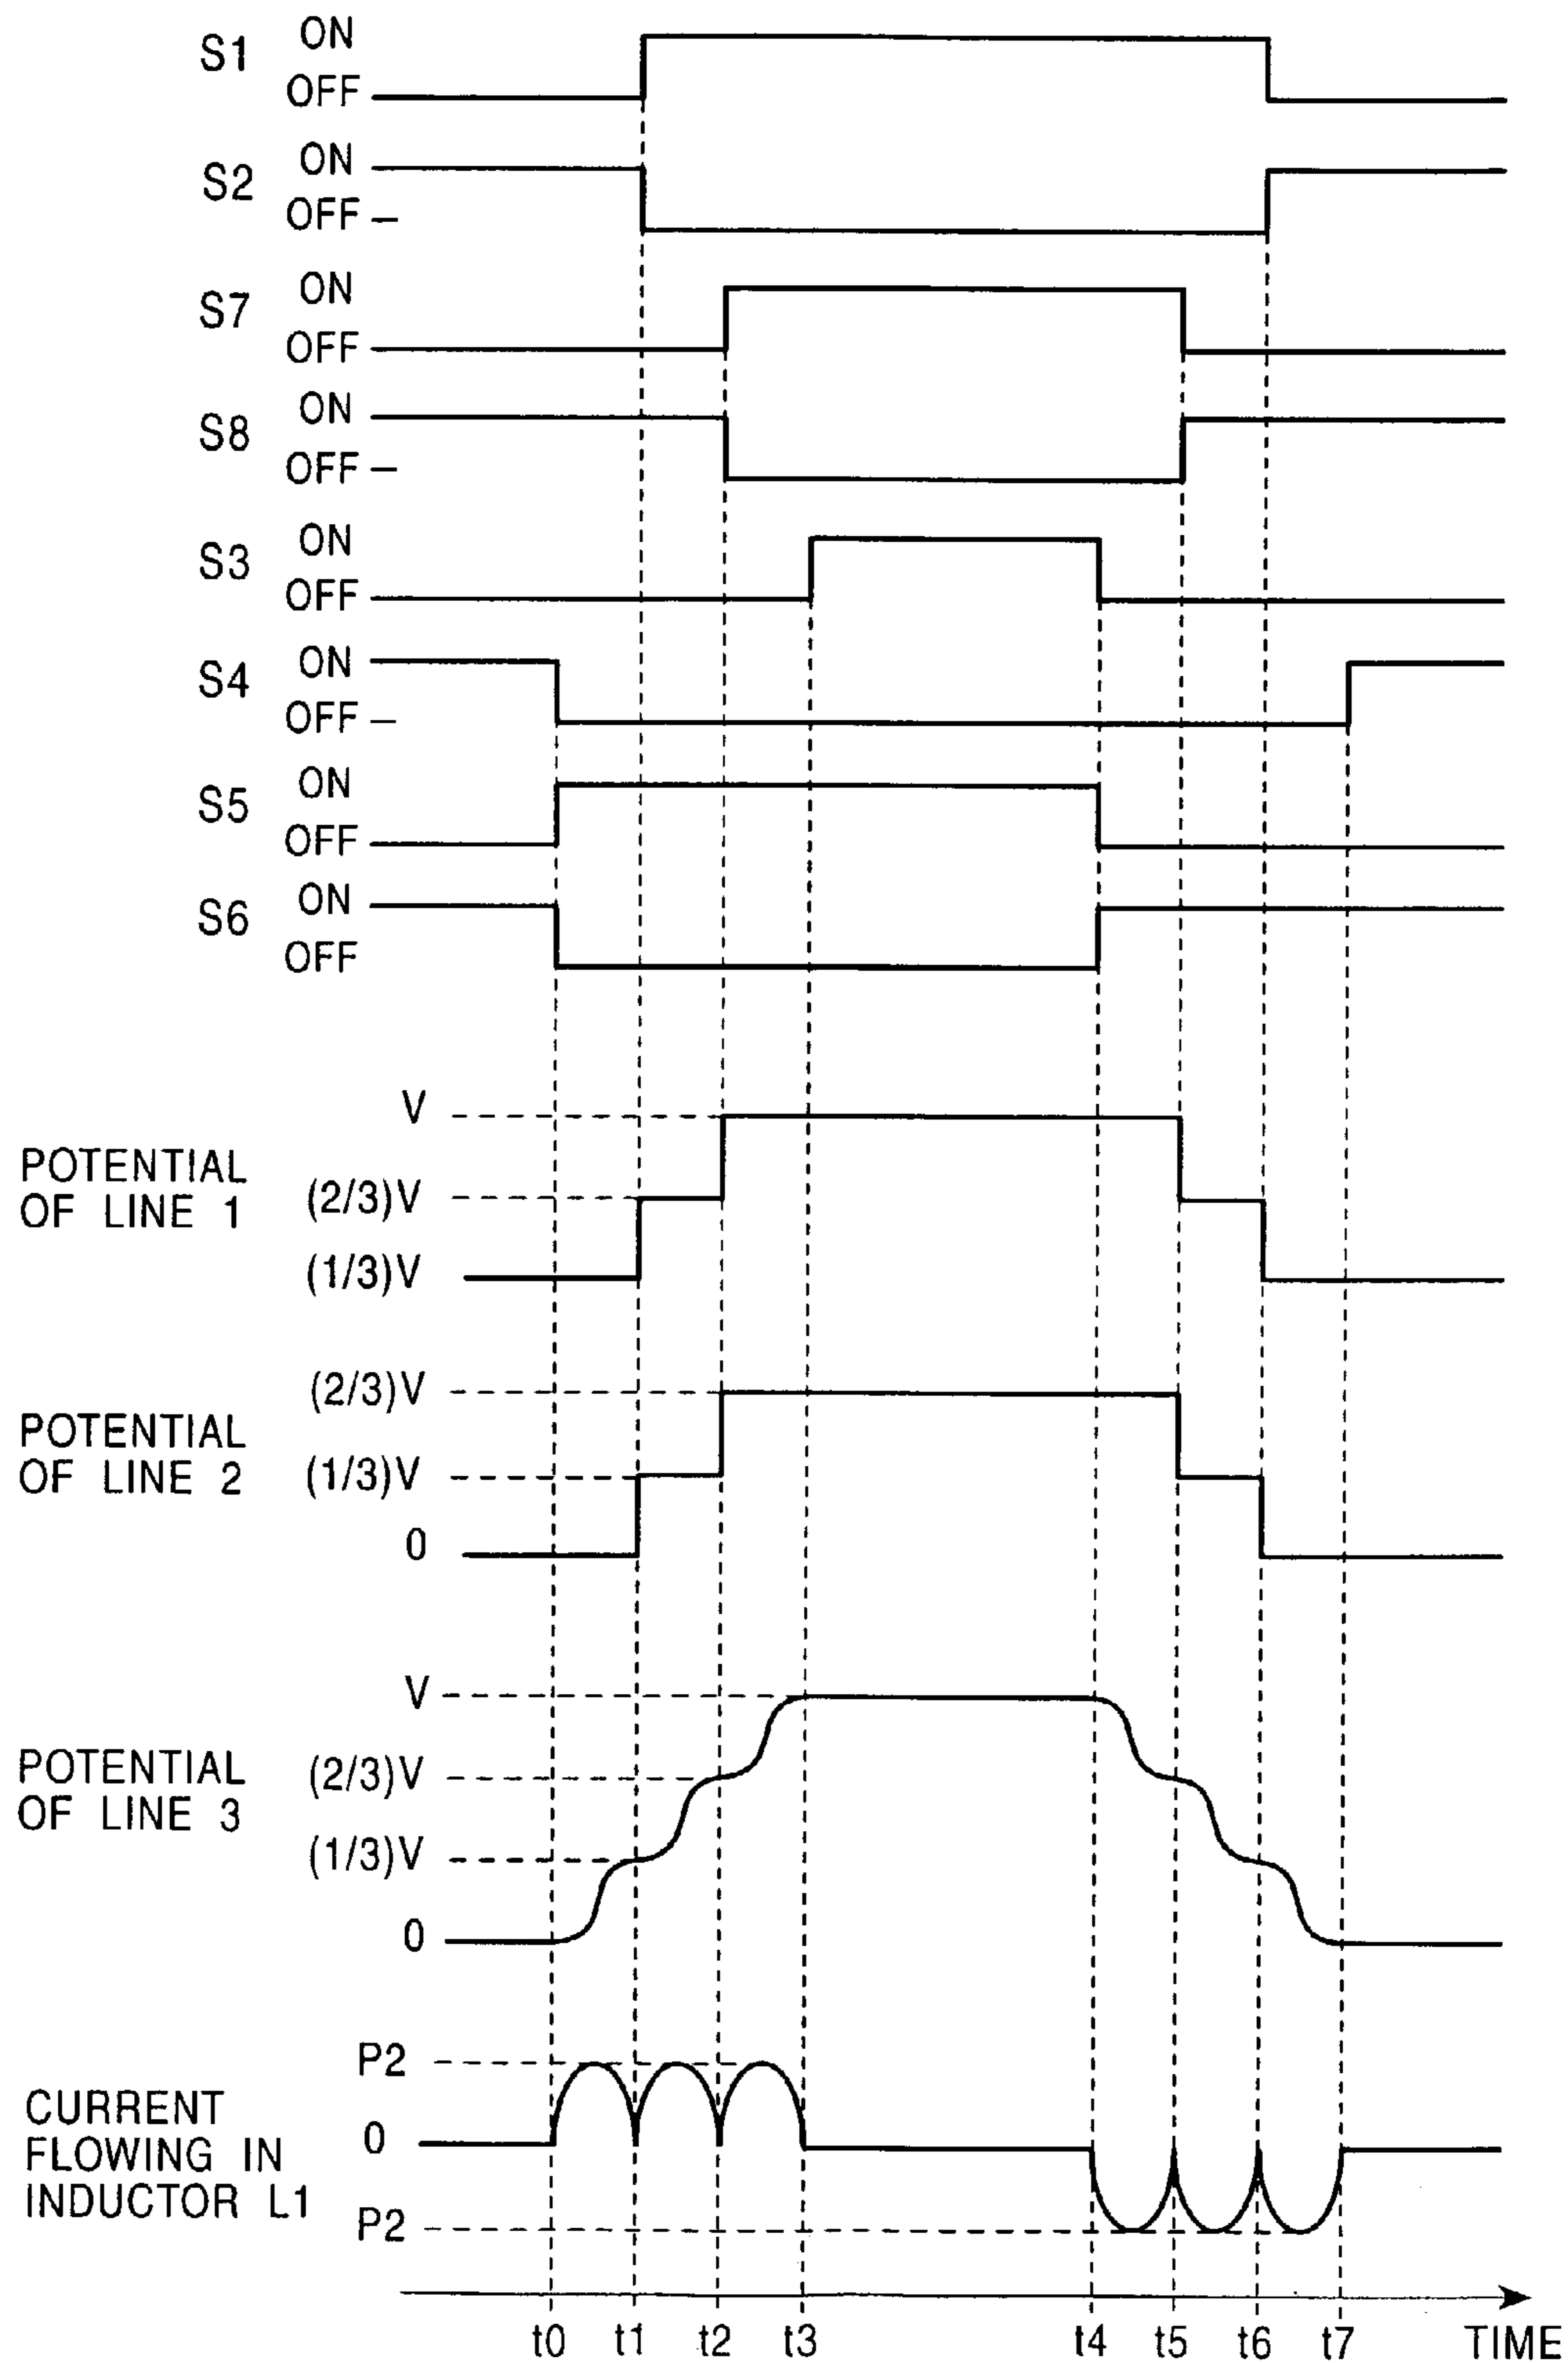 S1 ON
OFF
S2 ON
OFF
S7 ON
OFF
S8 ON
OFF
S3 ON
OFF
S4 ON
OFF
S5 ON
OFF
S6 ON
OFF
POTENTIAL
OF LINE 1
V
(2/3)V
(1/3)V
POTENTIAL
OF LINE 2
(2/3)V
(1/3)V
0
POTENTIAL
OF LINE 3
V
(2/3)V
(1/3)V
0
CURRENT
FLOWING IN
INDUCTOR L1
P2
0
P2
t0 t1 t2 t3 t4 t5 t6 t7 TIME